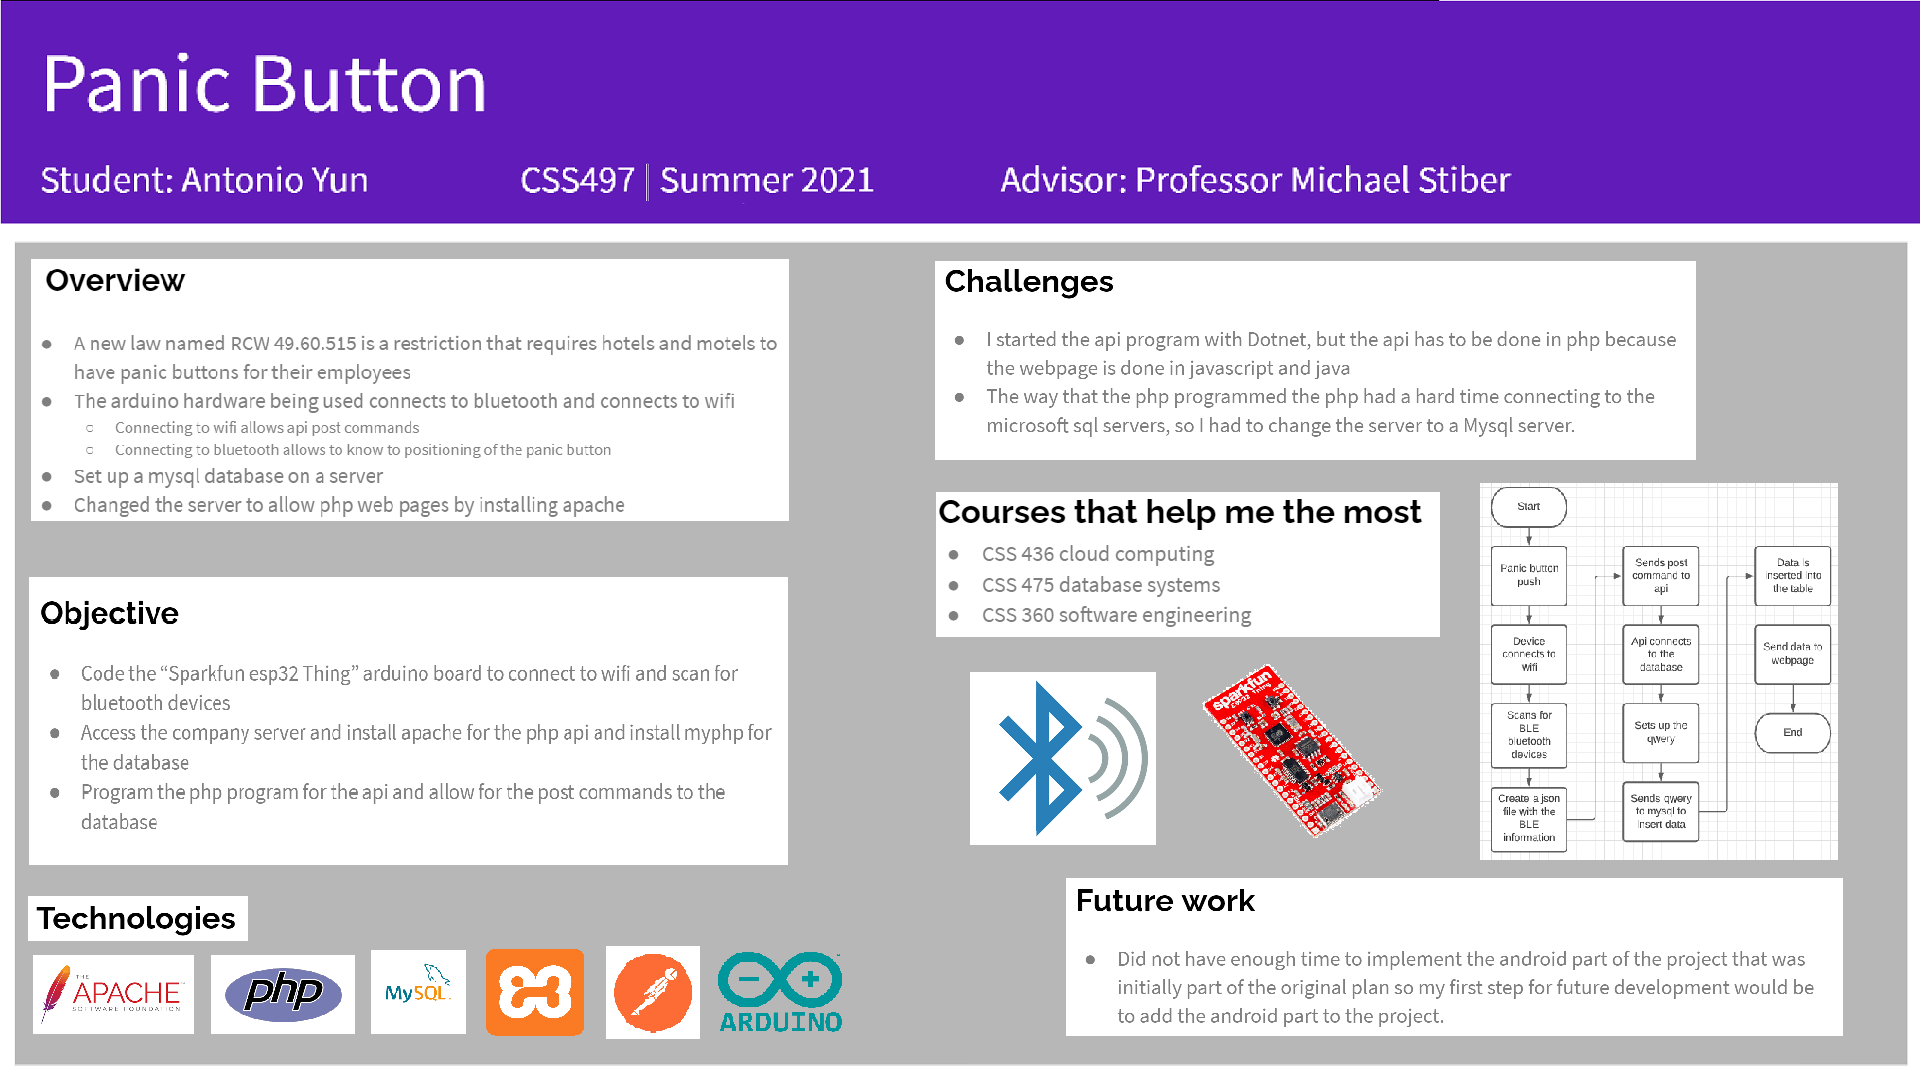 Panic Button
Student: Antonio Yun
CSS497 | Summer 2021
Advisor: Professor Michael Stiber
Overview
● A new law named RCW 49.60.515 is a restriction that requires hotels and motels to
have panic buttons for their employees
● The arduino hardware being used connects to bluetooth and connects to wifi
○ Connecting to wifi allows api post commands
○ Connecting to bluetooth allows to know to positioning of the panic button
● Set up a mysql database on a server
● Changed the server to allow php web pages by installing apache
Objective
● Code the “Sparkfun esp32 Thing” arduino board to connect to wifi and scan for
bluetooth devices
● Access the company server and install apache for the php api and install myphp for
the database
● Program the php program for the api and allow for the post commands to the
database
Technologies
THE
APACHE
SOFTWARE FOUNDATION
php
MySQL
ARDUINO
Challenges
● I started the api program with Dotnet, but the api has to be done in php because
the webpage is done in javascript and java
● The way that the php programmed the php had a hard time connecting to the
microsoft sql servers, so I had to change the server to a Mysql server.
Courses that help me the most
● CSS 436 cloud computing
● CSS 475 database systems
● CSS 360 software engineering
sparkfun
ESP32 Thing
Start
Panic button
push
Device
connects to
wifi
Scans for
BLE
bluetooth
devices
Create a json
file with the
BLE
information
Sends post
command to
api
Api connects
to the
database
Sets up the
qwery
Sends qwery
to mysql to
insert data
Data is
inserted into
the table
Send data to
webpage
End
Future work
● Did not have enough time to implement the android part of the project that was
initially part of the original plan so my first step for future development would be
to add the android part to the project.